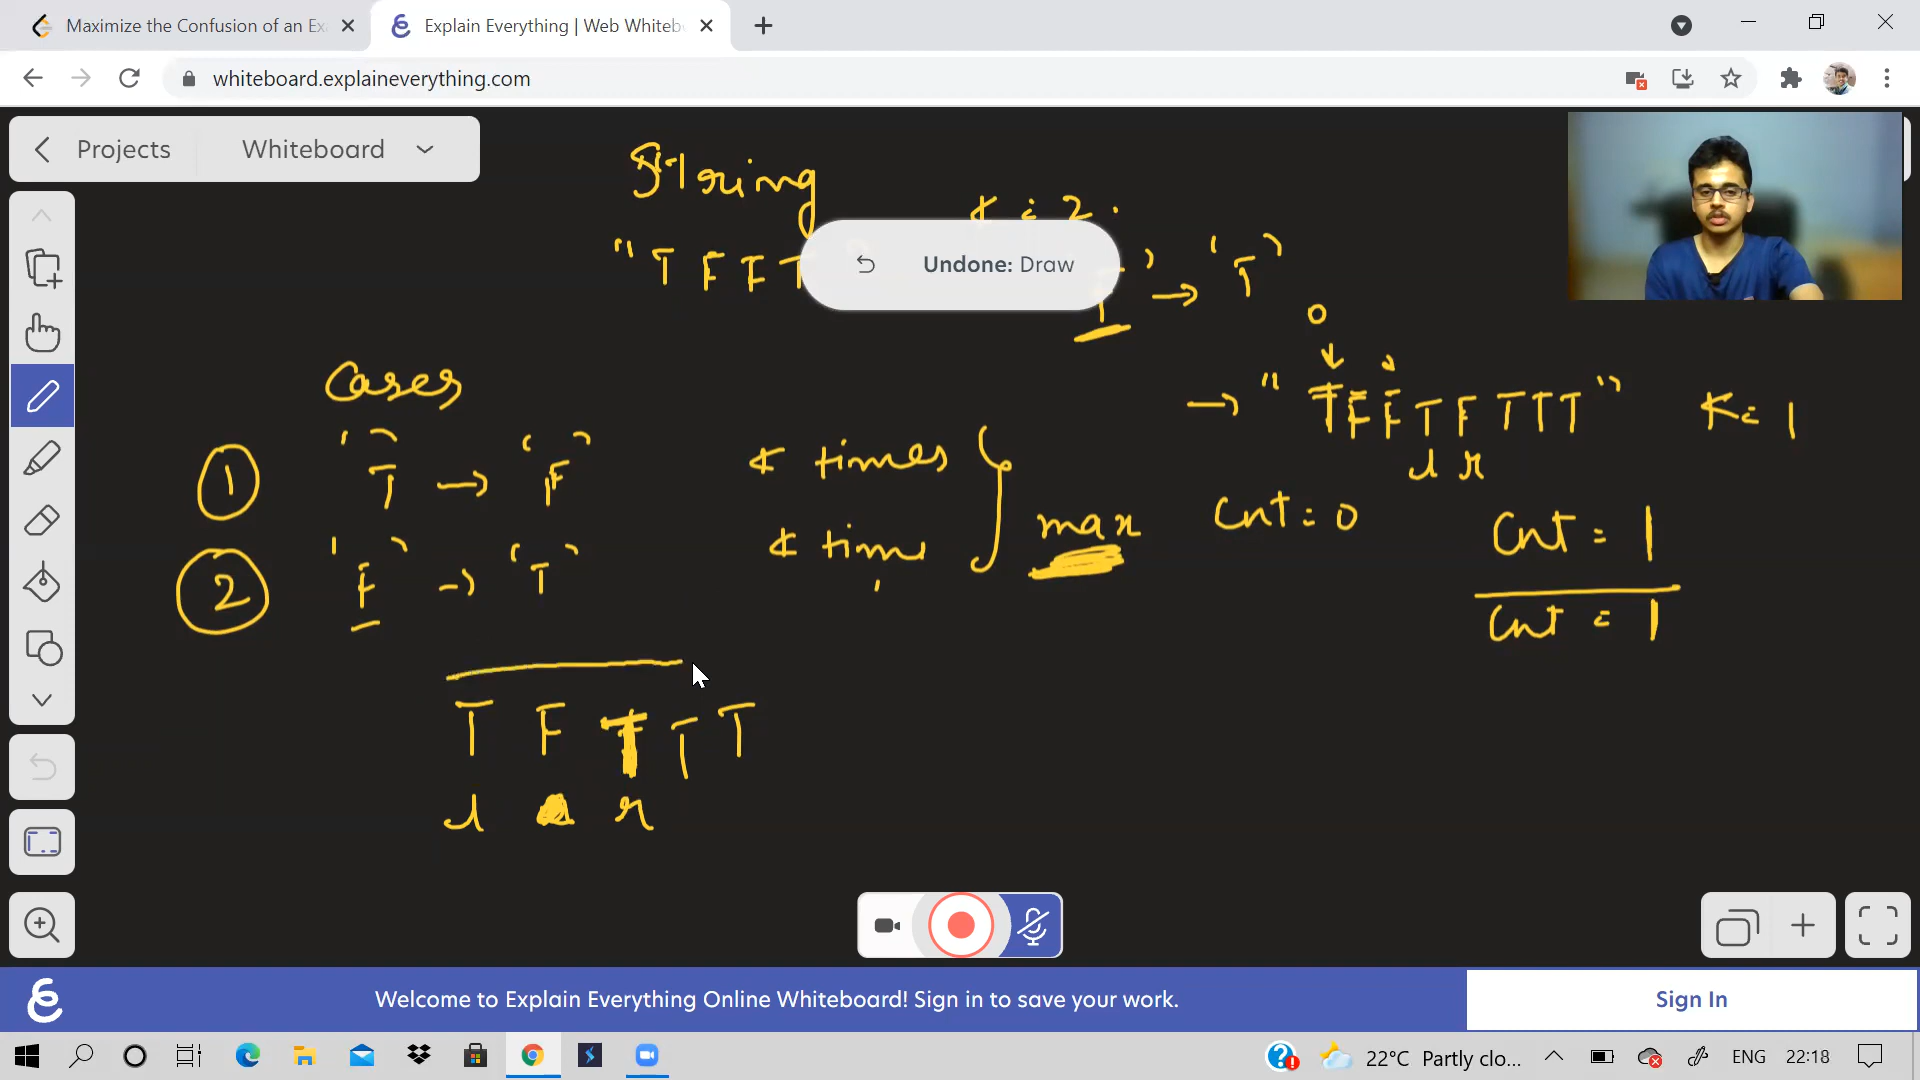 Maximize the Confusion of an Ex
Explain Everything | Web Whiteb
whiteboard.explaineverything.com
Projects
Whiteboard
String
K = 2.
"TFFT
' → 'T'
Undone: Draw
0
Cases
→ "TFFTFTTT" K = 1
l r
1 'T' → 'F' K times
max
Cnt = 0
Cnt = 1
2 'F' → 'T' K time
Cnt = 1
T F T T T
l r
Welcome to Explain Everything Online Whiteboard! Sign in to save your work.
Sign In
22°C Partly clo...
ENG
22:18